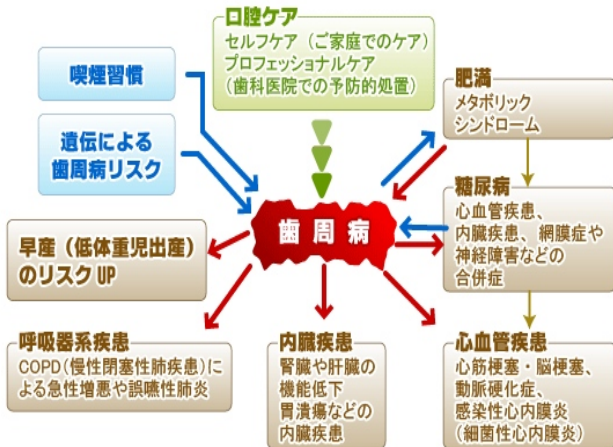 口腔ケア
セルフケア（ご家庭でのケア）
プロフェッショナルケア
（歯科医院での予防的処置）
喫煙習慣
遺伝による
歯周病リスク
肥満
メタボリック
シンドローム
歯周病
糖尿病
心血管疾患、
内臓疾患、網膜症や
神経障害などの
合併症
早産（低体重児出産）
のリスクUP
呼吸器系疾患
COPD(慢性閉塞性肺疾患)に
よる急性増悪や誤嚥性肺炎
内臓疾患
腎臓や肝臓の
機能低下
胃潰瘍などの
内臓疾患
心血管疾患
心筋梗塞・脳梗塞、
動脈硬化症、
感染性心内膜炎
（細菌性心内膜炎）